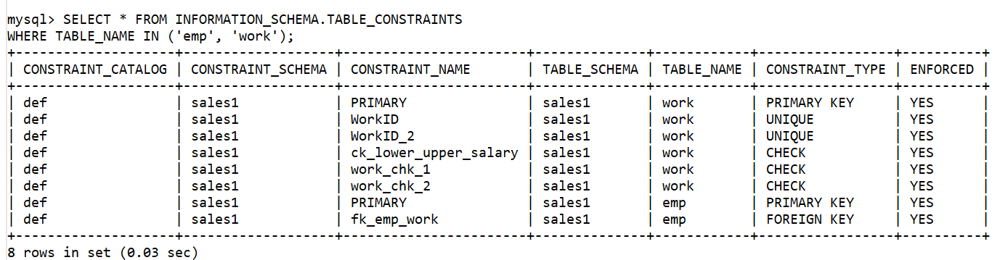 mysql> SELECT * FROM INFORMATION_SCHEMA.TABLE_CONSTRAINTS
WHERE TABLE_NAME IN ('emp', 'work');
+--------------------+-------------------+-----------------------+--------------+------------+-----------------+----------+
| CONSTRAINT_CATALOG | CONSTRAINT_SCHEMA | CONSTRAINT_NAME       | TABLE_SCHEMA | TABLE_NAME | CONSTRAINT_TYPE | ENFORCED |
+--------------------+-------------------+-----------------------+--------------+------------+-----------------+----------+
| def                | sales1            | PRIMARY               | sales1       | work       | PRIMARY KEY     | YES      |
| def                | sales1            | WorkID                | sales1       | work       | UNIQUE          | YES      |
| def                | sales1            | WorkID_2              | sales1       | work       | UNIQUE          | YES      |
| def                | sales1            | ck_lower_upper_salary | sales1       | work       | CHECK           | YES      |
| def                | sales1            | work_chk_1            | sales1       | work       | CHECK           | YES      |
| def                | sales1            | work_chk_2            | sales1       | work       | CHECK           | YES      |
| def                | sales1            | PRIMARY               | sales1       | emp        | PRIMARY KEY     | YES      |
| def                | sales1            | fk_emp_work           | sales1       | emp        | FOREIGN KEY     | YES      |
+--------------------+-------------------+-----------------------+--------------+------------+-----------------+----------+
8 rows in set (0.03 sec)